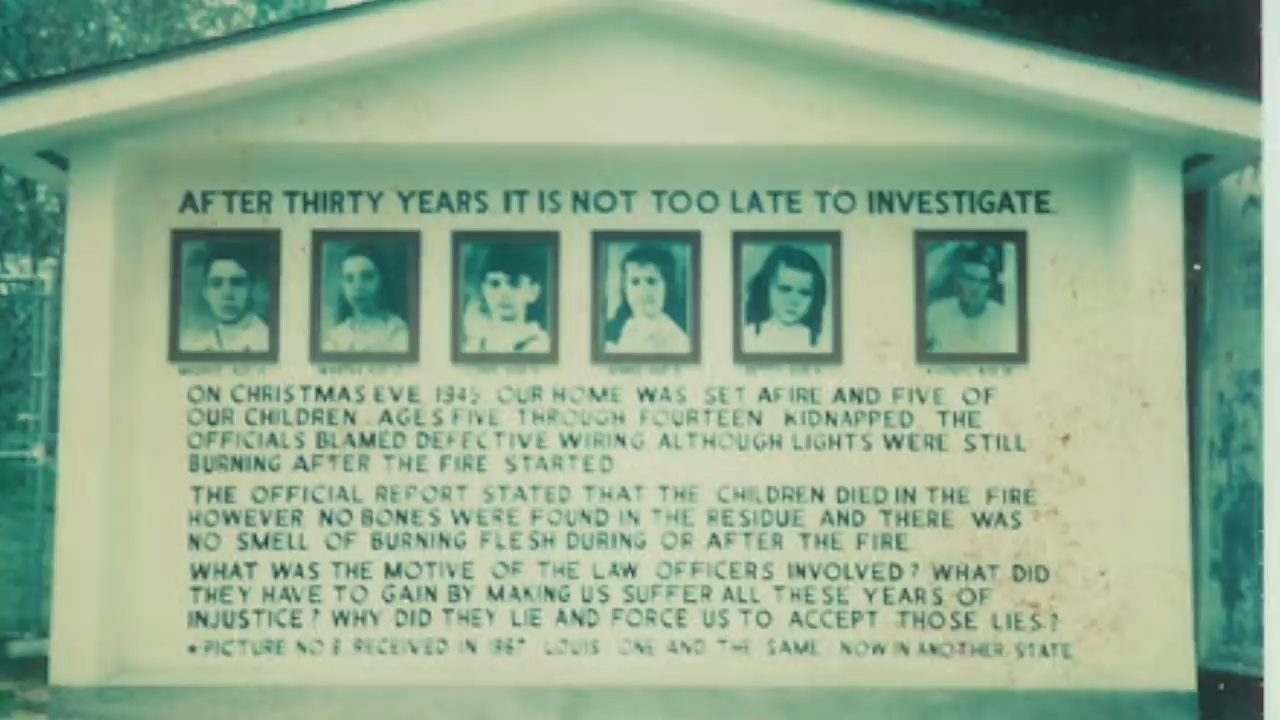 AFTER THIRTY YEARS IT IS NOT TOO LATE TO INVESTIGATE.
ON CHRISTMAS EVE 1945 OUR HOME WAS SET AFIRE AND FIVE OF
OUR CHILDREN AGES FIVE THROUGH FOURTEEN KIDNAPPED THE
OFFICIALS BLAMED DEFECTIVE WIRING ALTHOUGH LIGHTS WERE STILL
BURNING AFTER THE FIRE STARTED
THE OFFICIAL REPORT STATED THAT THE CHILDREN DIED IN THE FIRE
HOWEVER NO BONES WERE FOUND IN THE RESIDUE AND THERE WAS
NO SMELL OF BURNING FLESH DURING OR AFTER THE FIRE
WHAT WAS THE MOTIVE OF THE LAW OFFICERS INVOLVED? WHAT DID
THEY HAVE TO GAIN BY MAKING US SUFFER ALL THESE YEARS OF
INJUSTICE? WHY DID THEY LIE AND FORCE US TO ACCEPT THOSE LIES?
PICTURE NO RECEIVED IN 1967 LOUIS ONE AND THE SAME NOW IN ANOTHER STATE